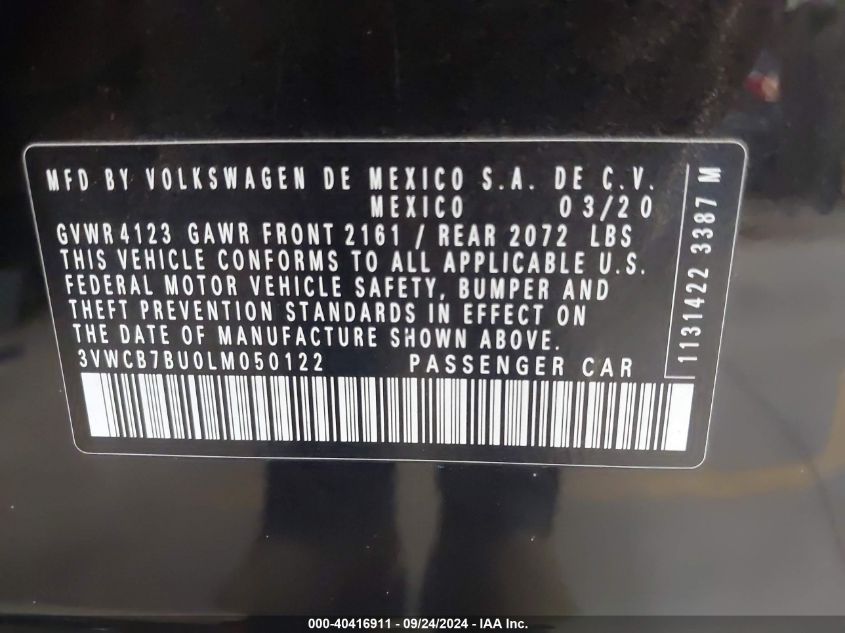 MFD BY VOLKSWAGEN DE MEXICO S.A. DE C.V.
MEXICO 03/20
GVWR 4123 GAWR FRONT 2161 / REAR 2072 LBS
THIS VEHICLE CONFORMS TO ALL APPLICABLE U.S.
FEDERAL MOTOR VEHICLE SAFETY, BUMPER AND
THEFT PREVENTION STANDARDS IN EFFECT ON
THE DATE OF MANUFACTURE SHOWN ABOVE.
3VWCB7BU0LM050122 PASSENGER CAR
1131422 3387 M
000-40416911 - 09/24/2024 - IAA Inc.